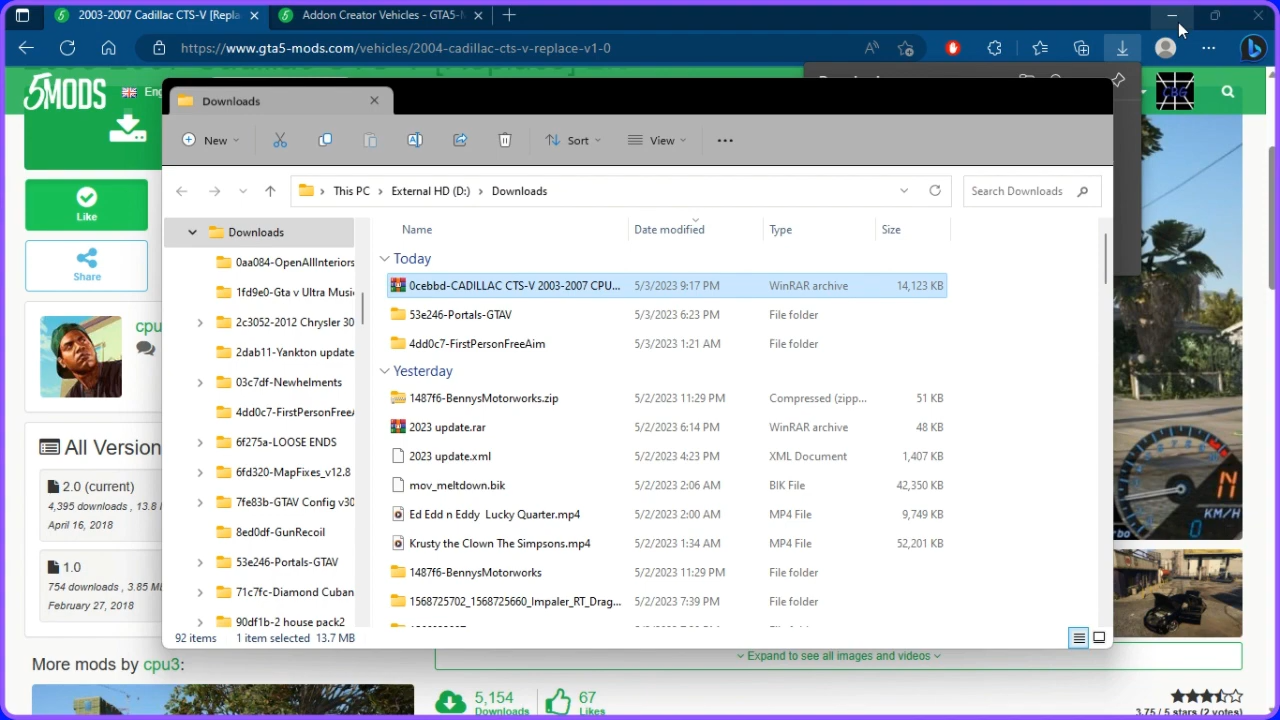 2003-2007 Cadillac CTS-V [Repla
Addon Creator Vehicles - GTA5-
https://www.gta5-mods.com/vehicles/2004-cadillac-cts-v-replace-v1-0
5MODS
Eng
CBG
Like
Share
cpu
All Version
2.0 (current)
4,395 downloads , 13.8
April 16, 2018
1.0
754 downloads , 3.85 M
February 27, 2018
More mods by cpu3:
Downloads
New
Sort
View
This PC > External HD (D:) > Downloads
Search Downloads
Downloads
0aa084-OpenAllInteriors
1fd9e0-Gta v Ultra Musi
2c3052-2012 Chrysler 30
2dab11-Yankton update
03c7df-Newhelments
4dd0c7-FirstPersonFreeA
6f275a-LOOSE ENDS
6fd320-MapFixes_v12.8
7fe83b-GTAV Config v30
8ed0df-GunRecoil
53e246-Portals-GTAV
71c7fc-Diamond Cuban
90df1b-2 house pack2
Name Date modified Type Size
Today
0cebbd-CADILLAC CTS-V 2003-2007 CPU... 5/3/2023 9:17 PM WinRAR archive 14,123 KB
53e246-Portals-GTAV 5/3/2023 6:23 PM File folder
4dd0c7-FirstPersonFreeAim 5/3/2023 1:21 AM File folder
Yesterday
1487f6-BennysMotorworks.zip 5/2/2023 11:29 PM Compressed (zipp... 51 KB
2023 update.rar 5/2/2023 6:14 PM WinRAR archive 48 KB
2023 update.xml 5/2/2023 4:23 PM XML Document 1,407 KB
mov_meltdown.bik 5/2/2023 2:06 AM BIK File 42,350 KB
Ed Edd n Eddy Lucky Quarter.mp4 5/2/2023 2:00 AM MP4 File 9,749 KB
Krusty the Clown The Simpsons.mp4 5/2/2023 1:34 AM MP4 File 52,201 KB
1487f6-BennysMotorworks 5/2/2023 11:29 PM File folder
1568725702_1568725660_Impaler_RT_Drag... 5/2/2023 7:39 PM File folder
92 items 1 item selected 13.7 MB
N
KM/H
0
Expand to see all images and videos
5,154
Downloads
67
Likes
3.75 / 5 stars (2 votes)